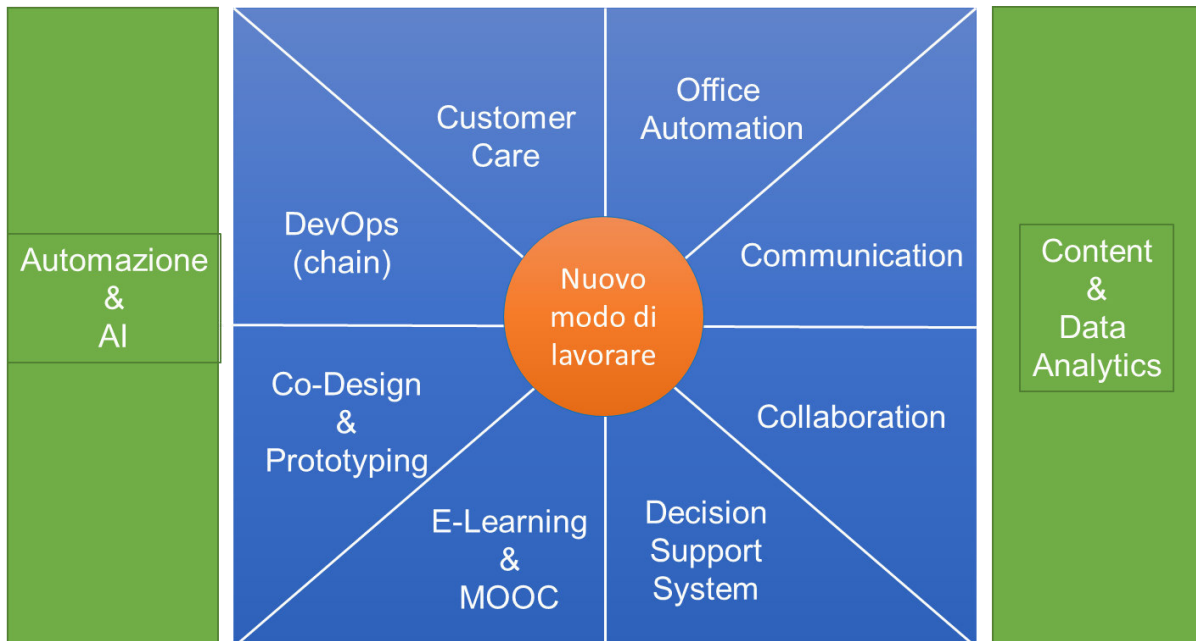 Automazione
&
AI
Customer
Care
Office
Automation
DevOps
(chain)
Communication
Nuovo
modo di
lavorare
Co-Design
&
Prototyping
Collaboration
E-Learning
&
MOOC
Decision
Support
System
Content
&
Data
Analytics